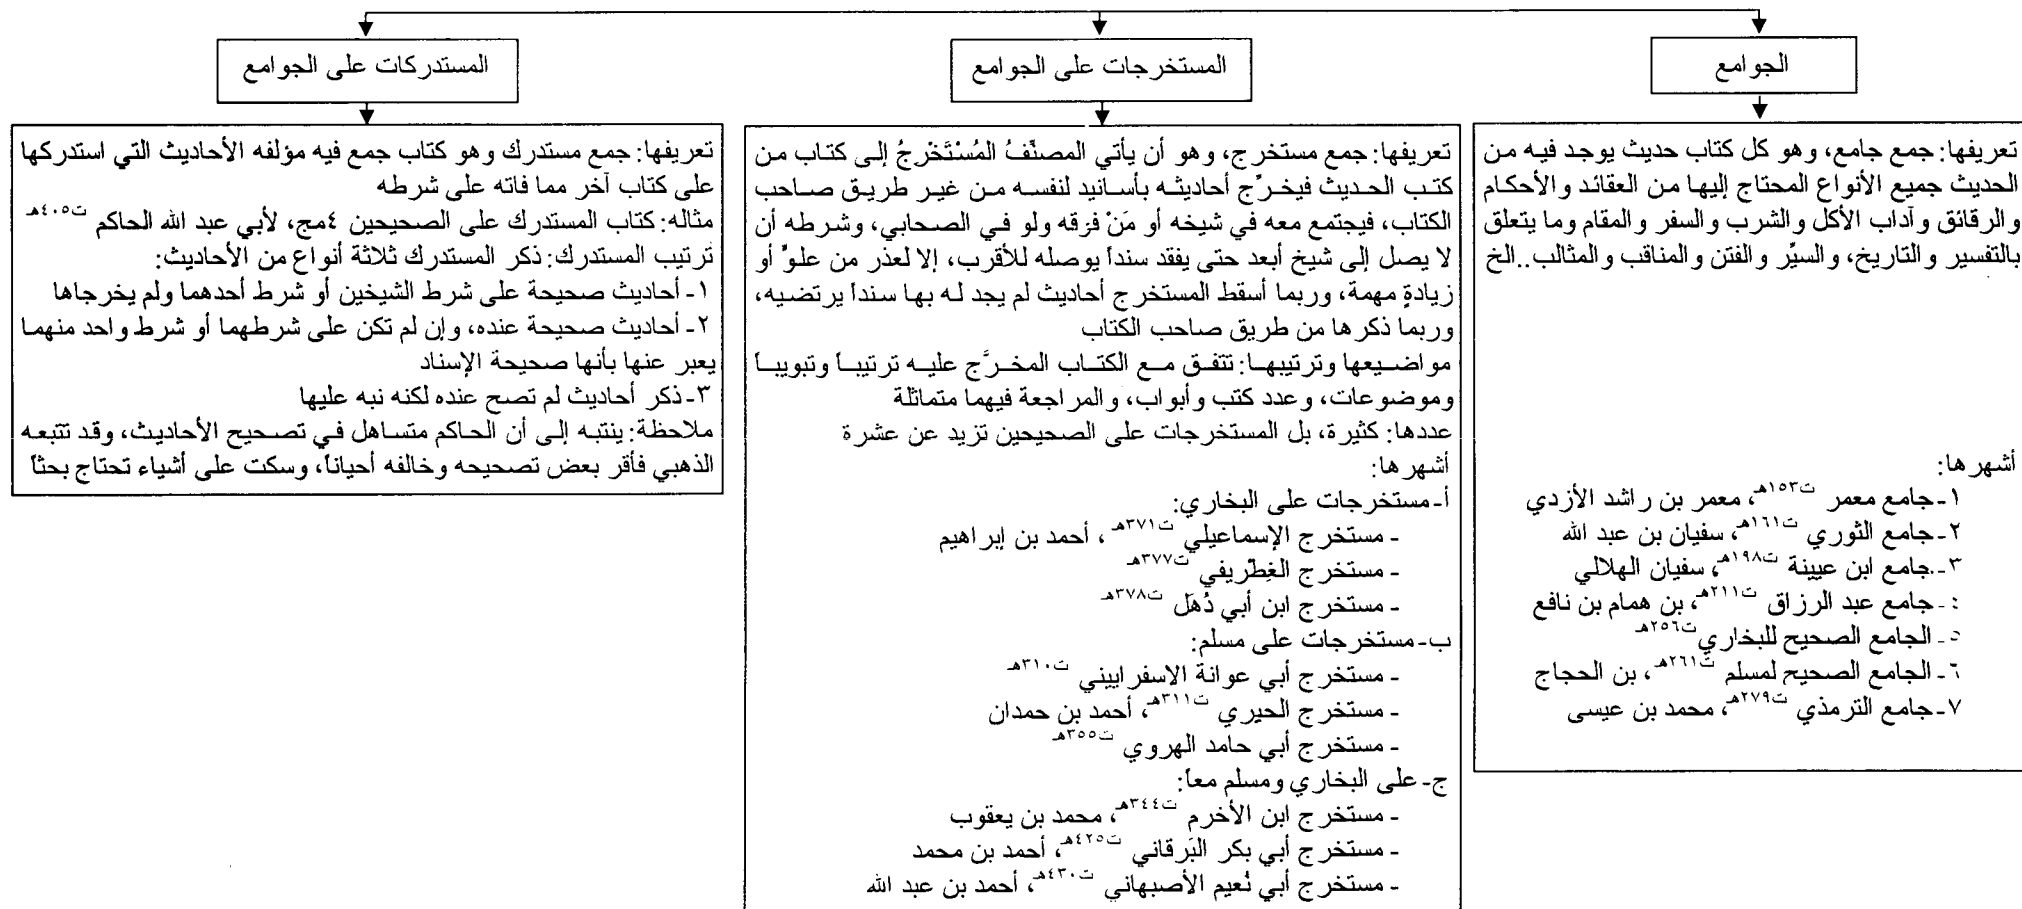 الجوامع
تعريفها: جمع جامع، وهو كل كتاب حديث يوجد فيه من
الحديث جميع الأنواع المحتاج إليها من العقائد والأحكام
والرقائق وآداب الأكل والشرب والسفر والمقام وما يتعلق
بالتفسير والتاريخ، والسيِّر والفتن والمناقب والمثالب..الخ
أشهرها:
١- جامع معمر ت١٥٣هـ، معمر بن راشد الأزدي
٢- جامع الثوري ت١٦١هـ، سفيان بن عبد الله
٣- جامع ابن عيينة ت١٩٨هـ، سفيان الهلالي
٤- جامع عبد الرزاق ت٢١١هـ، بن همام بن نافع
٥- الجامع الصحيح للبخاري ت٢٥٦هـ
٦- الجامع الصحيح لمسلم ت٢٦١هـ، بن الحجاج
٧- جامع الترمذي ت٢٧٩هـ، محمد بن عيسى
المستخرجات على الجوامع
تعريفها: جمع مستخرج، وهو أن يأتي المصنِّفُ المُسْتَخْرِجُ إلى كتاب من
كتب الحديث فيخرِّج أحاديثه بأسانيد لنفسه من غير طريق صاحب
الكتاب، فيجتمع معه في شيخه أو مَنْ فزقه ولو في الصحابي، وشرطه أن
لا يصل إلى شيخ أبعد حتى يفقد سنداً يوصله للأقرب، إلا لعذر من علوٍّ أو
زيادةٍ مهمة، وربما أسقط المستخرج أحاديث لم يجد له بها سنداً يرتضيه،
وربما ذكرها من طريق صاحب الكتاب
مواضيعها وترتيبها: تتفق مع الكتاب المخرَّج عليه ترتيباً وتبويباً
وموضوعات، وعدد كتب وأبواب، والمراجعة فيهما متماثلة
عددها: كثيرة، بل المستخرجات على الصحيحين تزيد عن عشرة
أشهرها:
أ- مستخرجات على البخاري:
- مستخرج الإسماعيلي ت٣٧١هـ، أحمد بن إبراهيم
- مستخرج الغِطْريفي ت٣٧٧هـ
- مستخرج ابن أبي ذُهَل ت٣٧٨هـ
ب- مستخرجات على مسلم:
- مستخرج أبي عوانة الاسفراييني ت٣١٠هـ
- مستخرج الحيري ت٣١١هـ، أحمد بن حمدان
- مستخرج أبي حامد الهروي ت٣٥٥هـ
ج- على البخاري ومسلم معاً:
- مستخرج ابن الأخرم ت٣٤٤هـ، محمد بن يعقوب
- مستخرج أبي بكر البَرقاني ت٤٢٥هـ، أحمد بن محمد
- مستخرج أبي نُعيم الأصبهاني ت٤٣٠هـ، أحمد بن عبد الله
المستدركات على الجوامع
تعريفها: جمع مستدرك وهو كتاب جمع فيه مؤلفه الأحاديث التي استدركها
على كتاب آخر مما فاته على شرطه
مثاله: كتاب المستدرك على الصحيحين ٤مج، لأبي عبد الله الحاكم ت٤٠٥هـ
ترتيب المستدرك: ذكر المستدرك ثلاثة أنواع من الأحاديث:
١- أحاديث صحيحة على شرط الشيخين أو شرط أحدهما ولم يخرجاها
٢- أحاديث صحيحة عنده، وإن لم تكن على شرطهما أو شرط واحد منهما
يعبر عنها بأنها صحيحة الإسناد
٣- ذكر أحاديث لم تصح عنده لكنه نبه عليها
ملاحظة: ينتبه إلى أن الحاكم متساهل في تصحيح الأحاديث، وقد تتبعه
الذهبي فأقر بعض تصحيحه وخالفه أحياناً، وسكت على أشياء تحتاج بحثاً